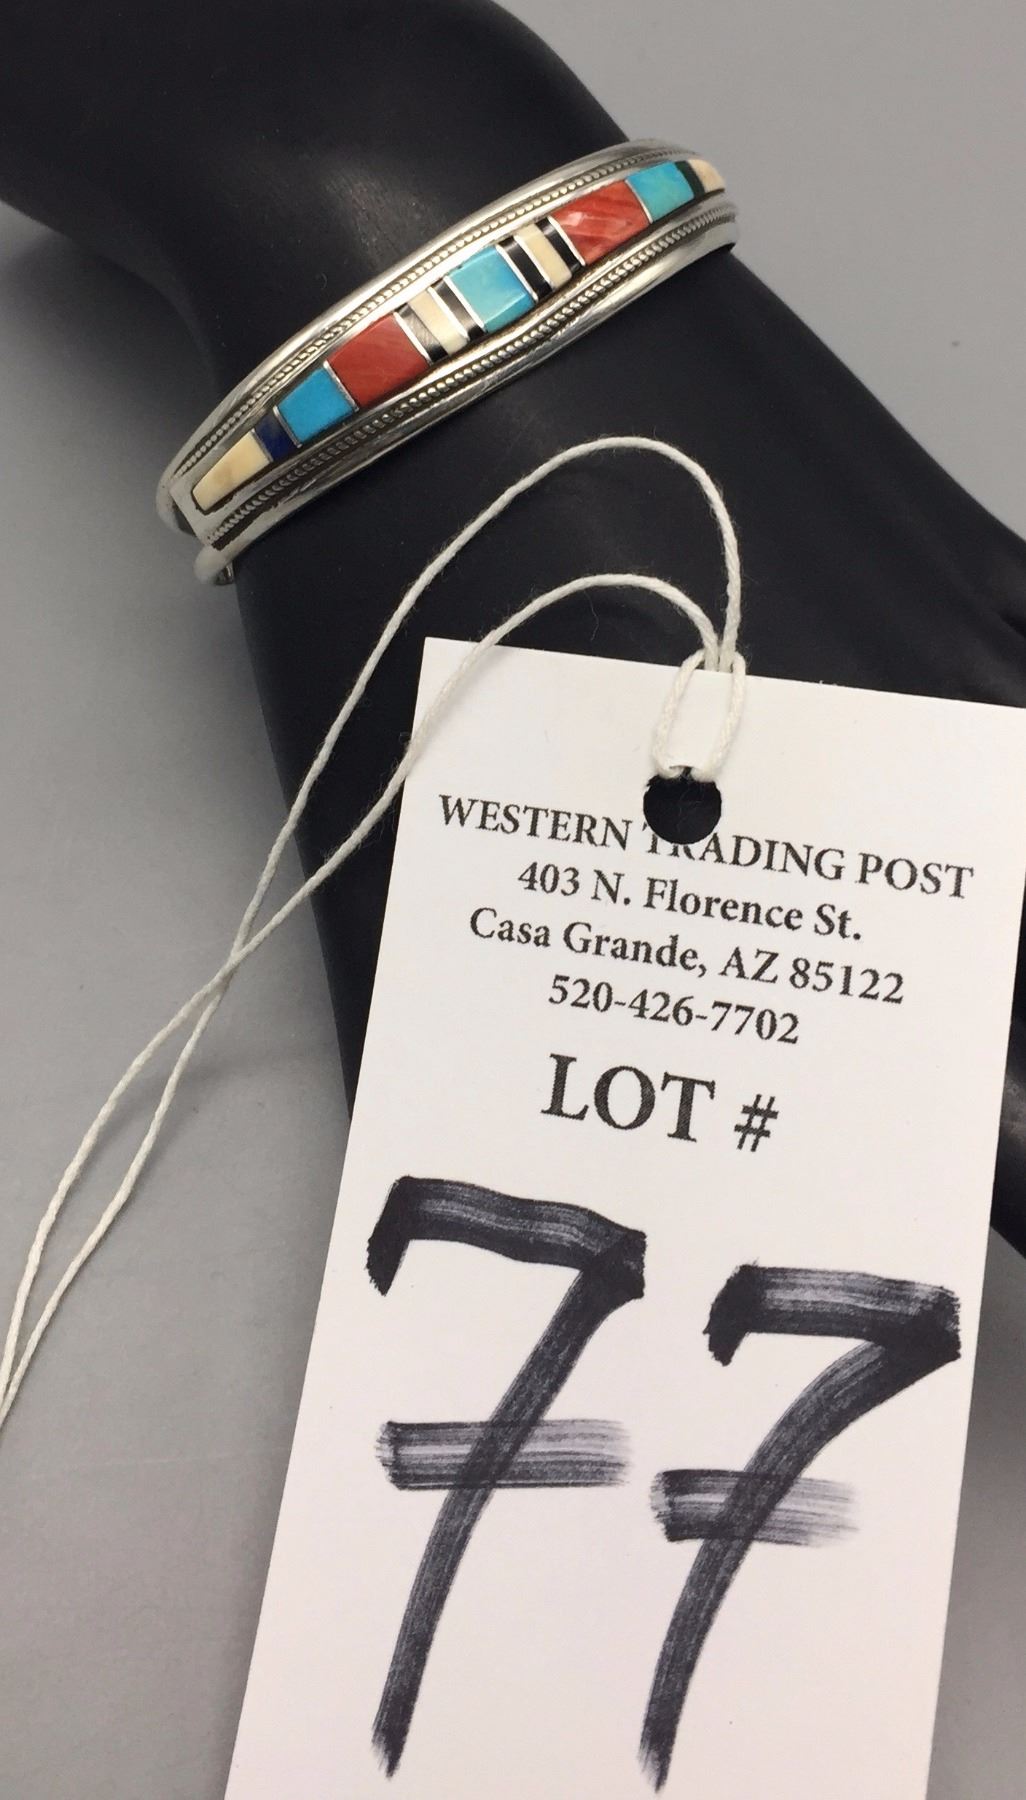 WESTERN TRADING POST
403 N. Florence St.
Casa Grande, AZ 85122
520-426-7702
LOT #
77